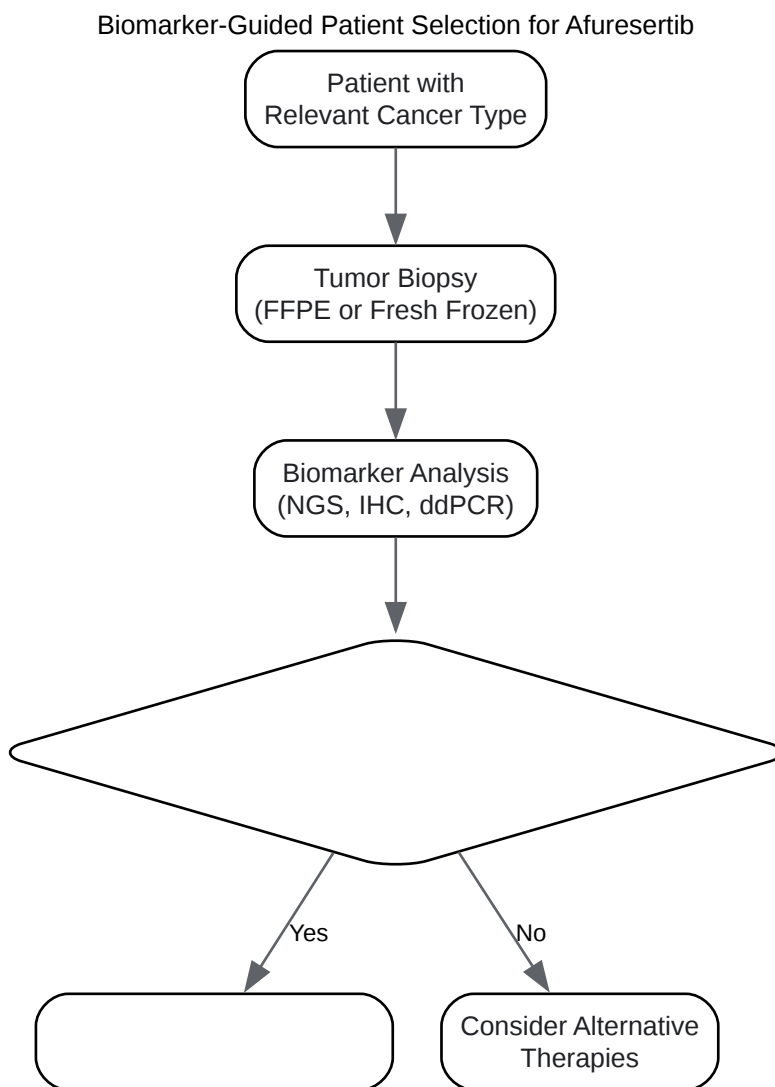 Biomarker-Guided Patient Selection for Afuresertib
Patient with
Relevant Cancer Type
Tumor Biopsy
(FFPE or Fresh Frozen)
Biomarker Analysis
(NGS, IHC, ddPCR)
Yes
No
Consider Alternative
Therapies